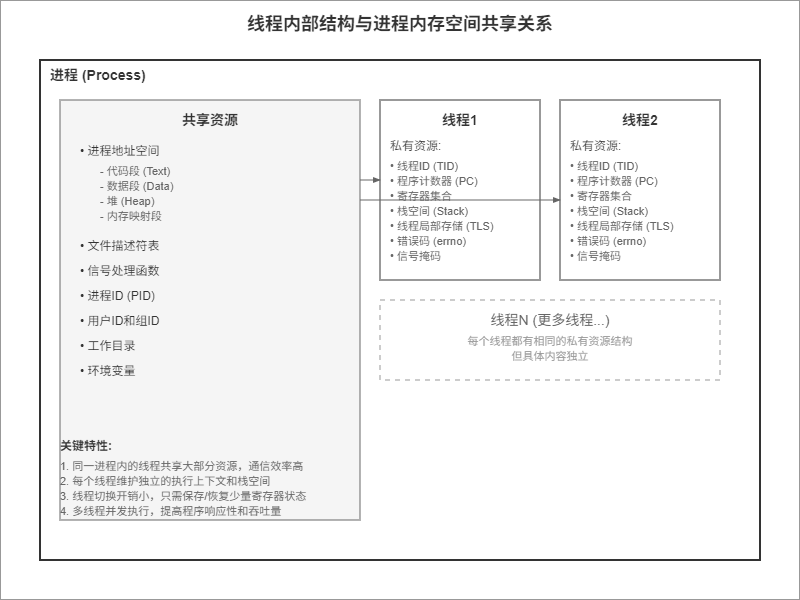 线程内部结构与进程内存空间共享关系
进程 (Process)
共享资源
• 进程地址空间
- 代码段 (Text)
- 数据段 (Data)
- 堆 (Heap)
- 内存映射段
• 文件描述符表
• 信号处理函数
• 进程ID (PID)
• 用户ID和组ID
• 工作目录
• 环境变量
关键特性:
1. 同一进程内的线程共享大部分资源，通信效率高
2. 每个线程维护独立的执行上下文和栈空间
3. 线程切换开销小，只需保存/恢复少量寄存器状态
4. 多线程并发执行，提高程序响应性和吞吐量
线程1
私有资源:
• 线程ID (TID)
• 程序计数器 (PC)
• 寄存器集合
• 栈空间 (Stack)
• 线程局部存储 (TLS)
• 错误码 (errno)
• 信号掩码
线程2
私有资源:
• 线程ID (TID)
• 程序计数器 (PC)
• 寄存器集合
• 栈空间 (Stack)
• 线程局部存储 (TLS)
• 错误码 (errno)
• 信号掩码
线程N (更多线程...)
每个线程都有相同的私有资源结构
但具体内容独立